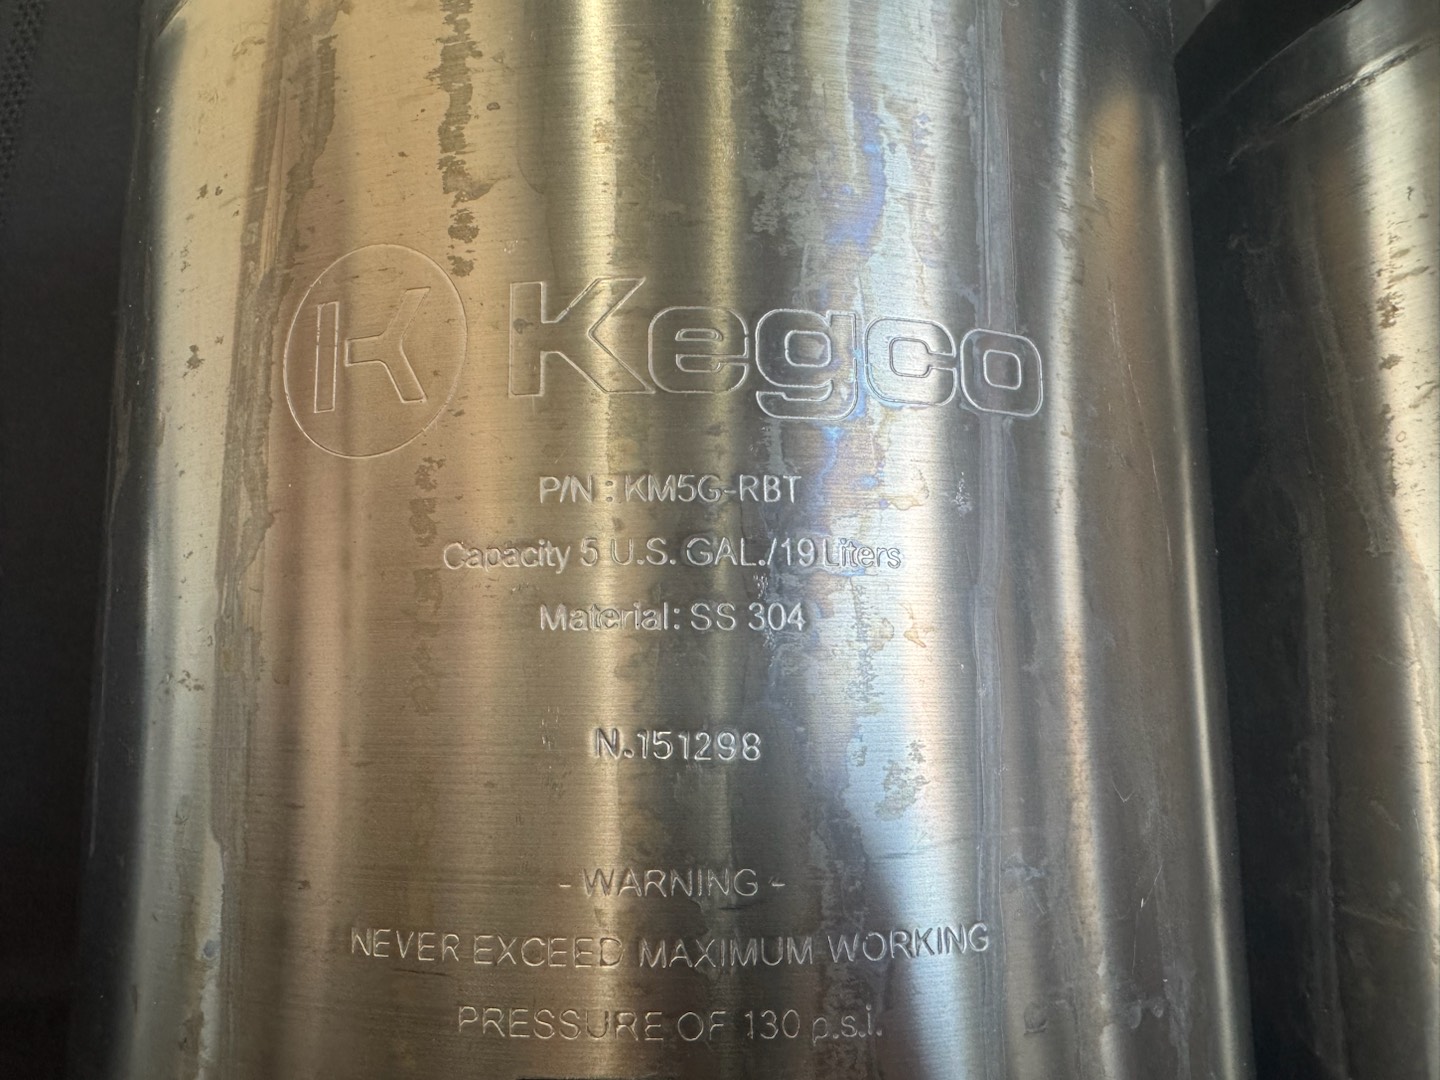 K Kegco
P/N : KM5G-RBT
Capacity 5 U.S. GAL./19 Liters
Material: SS 304
N.151298
- WARNING -
NEVER EXCEED MAXIMUM WORKING
PRESSURE OF 130 p.s.i.